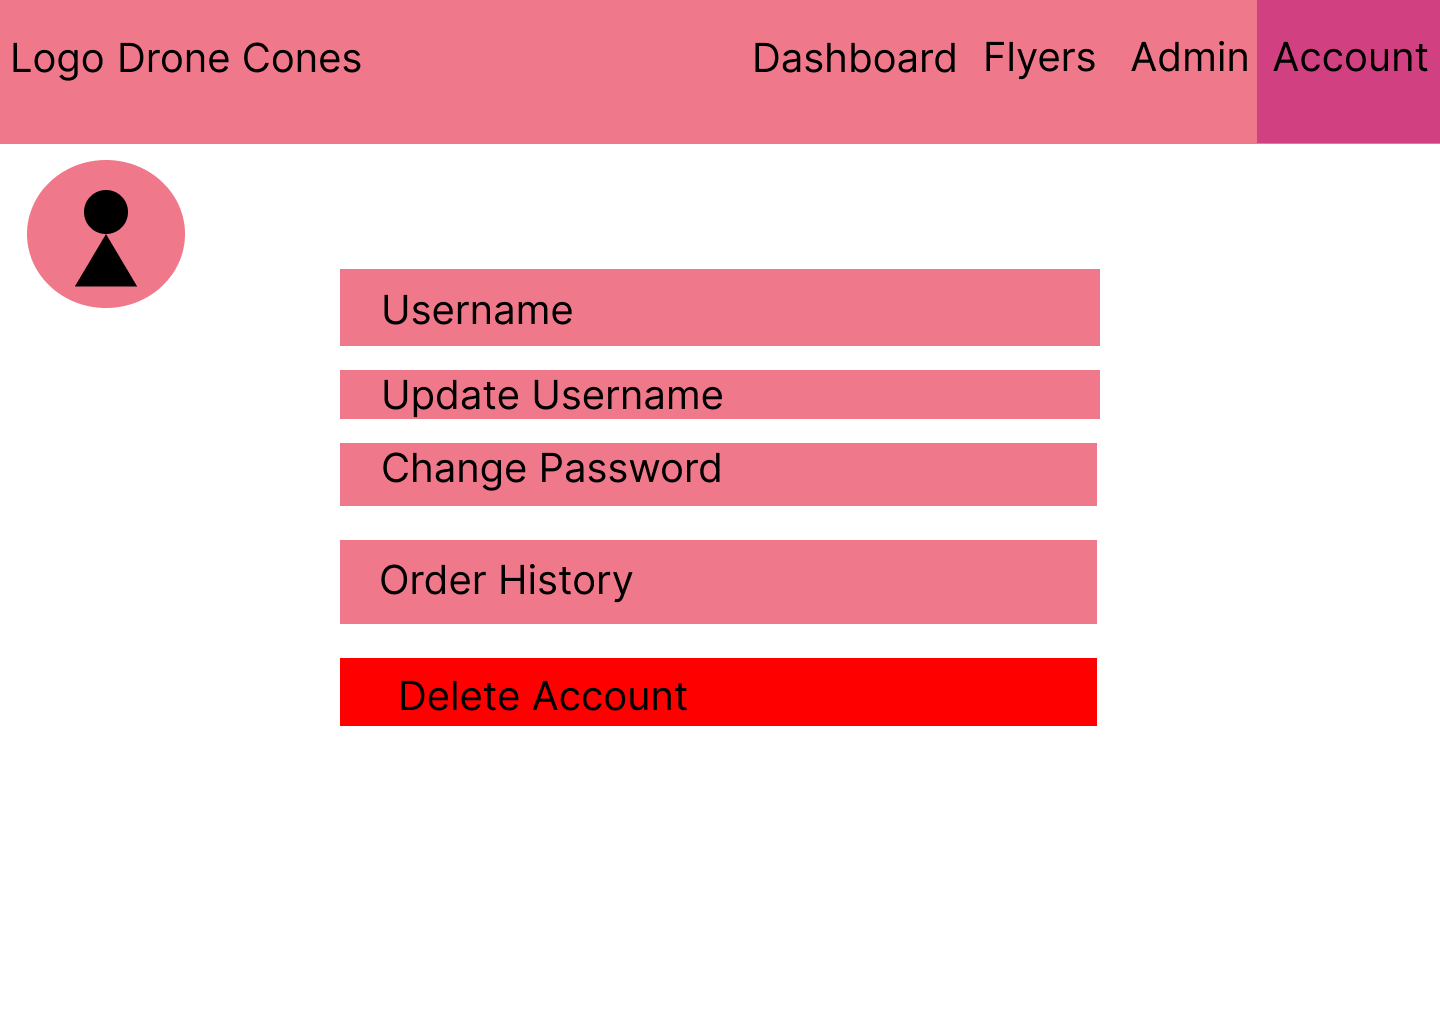 Logo Drone Cones Dashboard Flyers Admin Account
Username
Update Username
Change Password
Order History
Delete Account